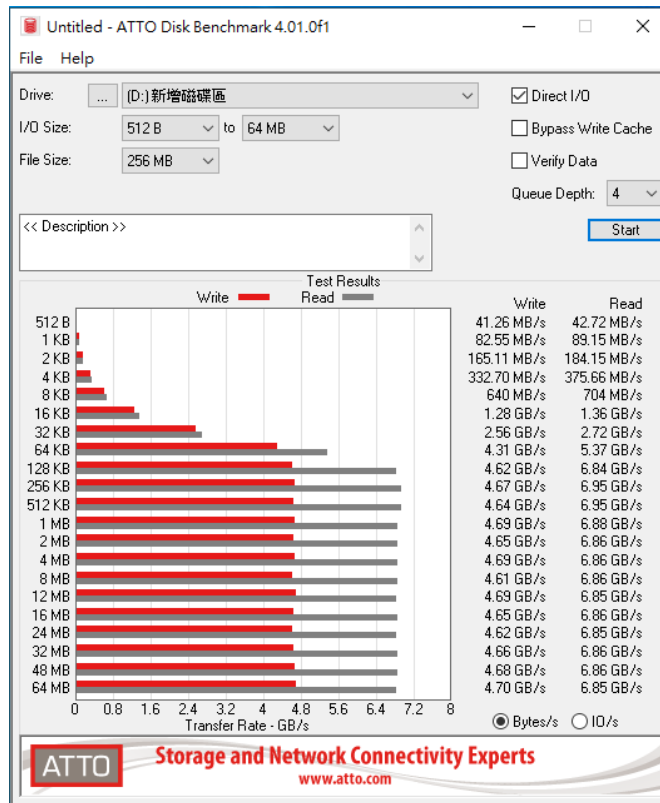 Untitled - ATTO Disk Benchmark 4.01.0f1
File Help
Drive: ... (D:)新增磁碟區 Direct I/O
I/O Size: 512 B to 64 MB Bypass Write Cache
File Size: 256 MB Verify Data
Queue Depth: 4
<< Description >> Start
Test Results
Write Read Write Read
512 B 41.26 MB/s 42.72 MB/s
1 KB 82.55 MB/s 89.15 MB/s
2 KB 165.11 MB/s 184.15 MB/s
4 KB 332.70 MB/s 375.66 MB/s
8 KB 640 MB/s 704 MB/s
16 KB 1.28 GB/s 1.36 GB/s
32 KB 2.56 GB/s 2.72 GB/s
64 KB 4.31 GB/s 5.37 GB/s
128 KB 4.62 GB/s 6.84 GB/s
256 KB 4.67 GB/s 6.95 GB/s
512 KB 4.64 GB/s 6.95 GB/s
1 MB 4.69 GB/s 6.88 GB/s
2 MB 4.65 GB/s 6.86 GB/s
4 MB 4.69 GB/s 6.86 GB/s
8 MB 4.61 GB/s 6.86 GB/s
12 MB 4.69 GB/s 6.85 GB/s
16 MB 4.65 GB/s 6.86 GB/s
24 MB 4.62 GB/s 6.85 GB/s
32 MB 4.66 GB/s 6.86 GB/s
48 MB 4.68 GB/s 6.86 GB/s
64 MB 4.70 GB/s 6.85 GB/s
0 0.8 1.6 2.4 3.2 4 4.8 5.6 6.4 7.2 8
Transfer Rate - GB/s Bytes/s IO/s
ATTO Storage and Network Connectivity Experts
www.atto.com